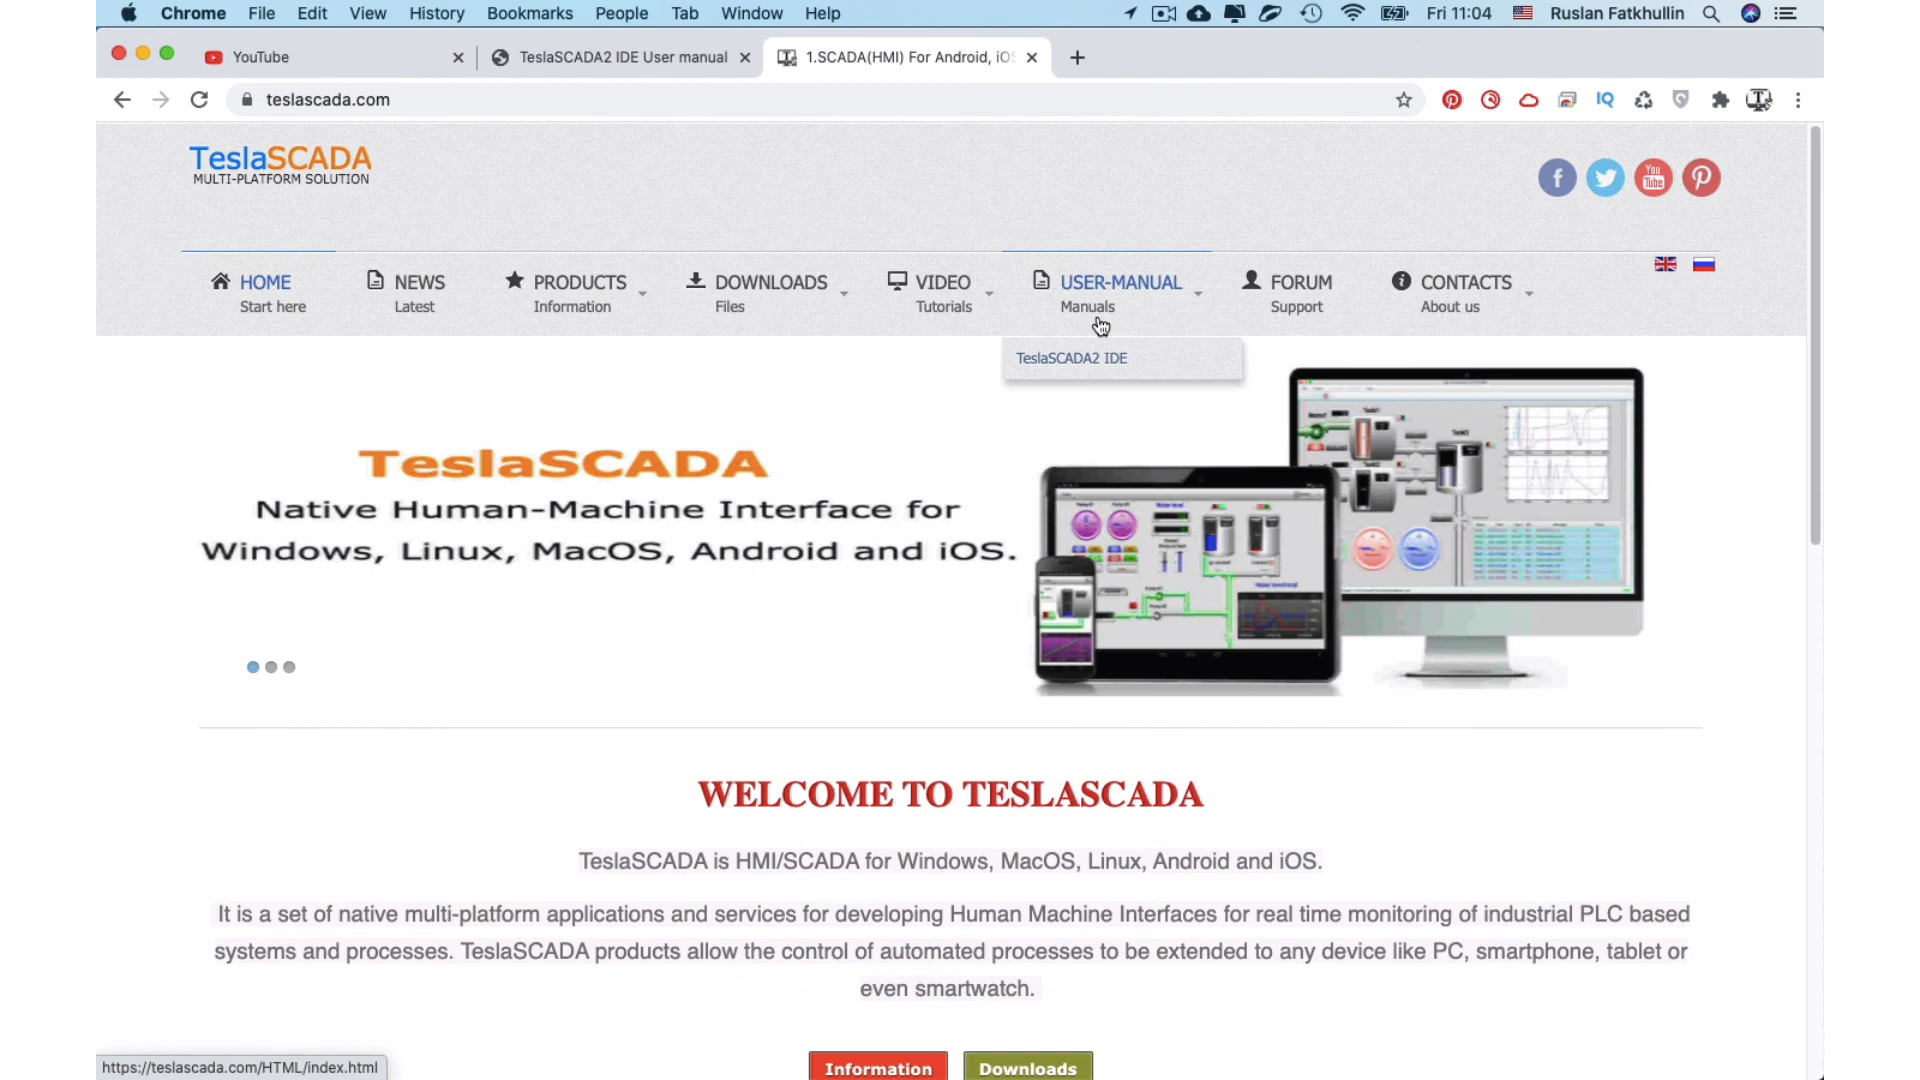 Chrome File Edit View History Bookmarks People Tab Window Help Fri 11:04 Ruslan Fatkhullin
YouTube TeslaSCADA2 IDE User manual 1.SCADA(HMI) For Android, iOS
teslascada.com IQ
TeslaSCADA
MULTI-PLATFORM SOLUTION
HOME NEWS PRODUCTS DOWNLOADS VIDEO USER-MANUAL FORUM CONTACTS
Start here Latest Information Files Tutorials Manuals Support About us
TeslaSCADA2 IDE
TeslaSCADA
Native Human-Machine Interface for
Windows, Linux, MacOS, Android and iOS.
WELCOME TO TESLASCADA
TeslaSCADA is HMI/SCADA for Windows, MacOS, Linux, Android and iOS.
It is a set of native multi-platform applications and services for developing Human Machine Interfaces for real time monitoring of industrial PLC based
systems and processes. TeslaSCADA products allow the control of automated processes to be extended to any device like PC, smartphone, tablet or
even smartwatch.
Information Downloads
https://teslascada.com/HTML/index.html